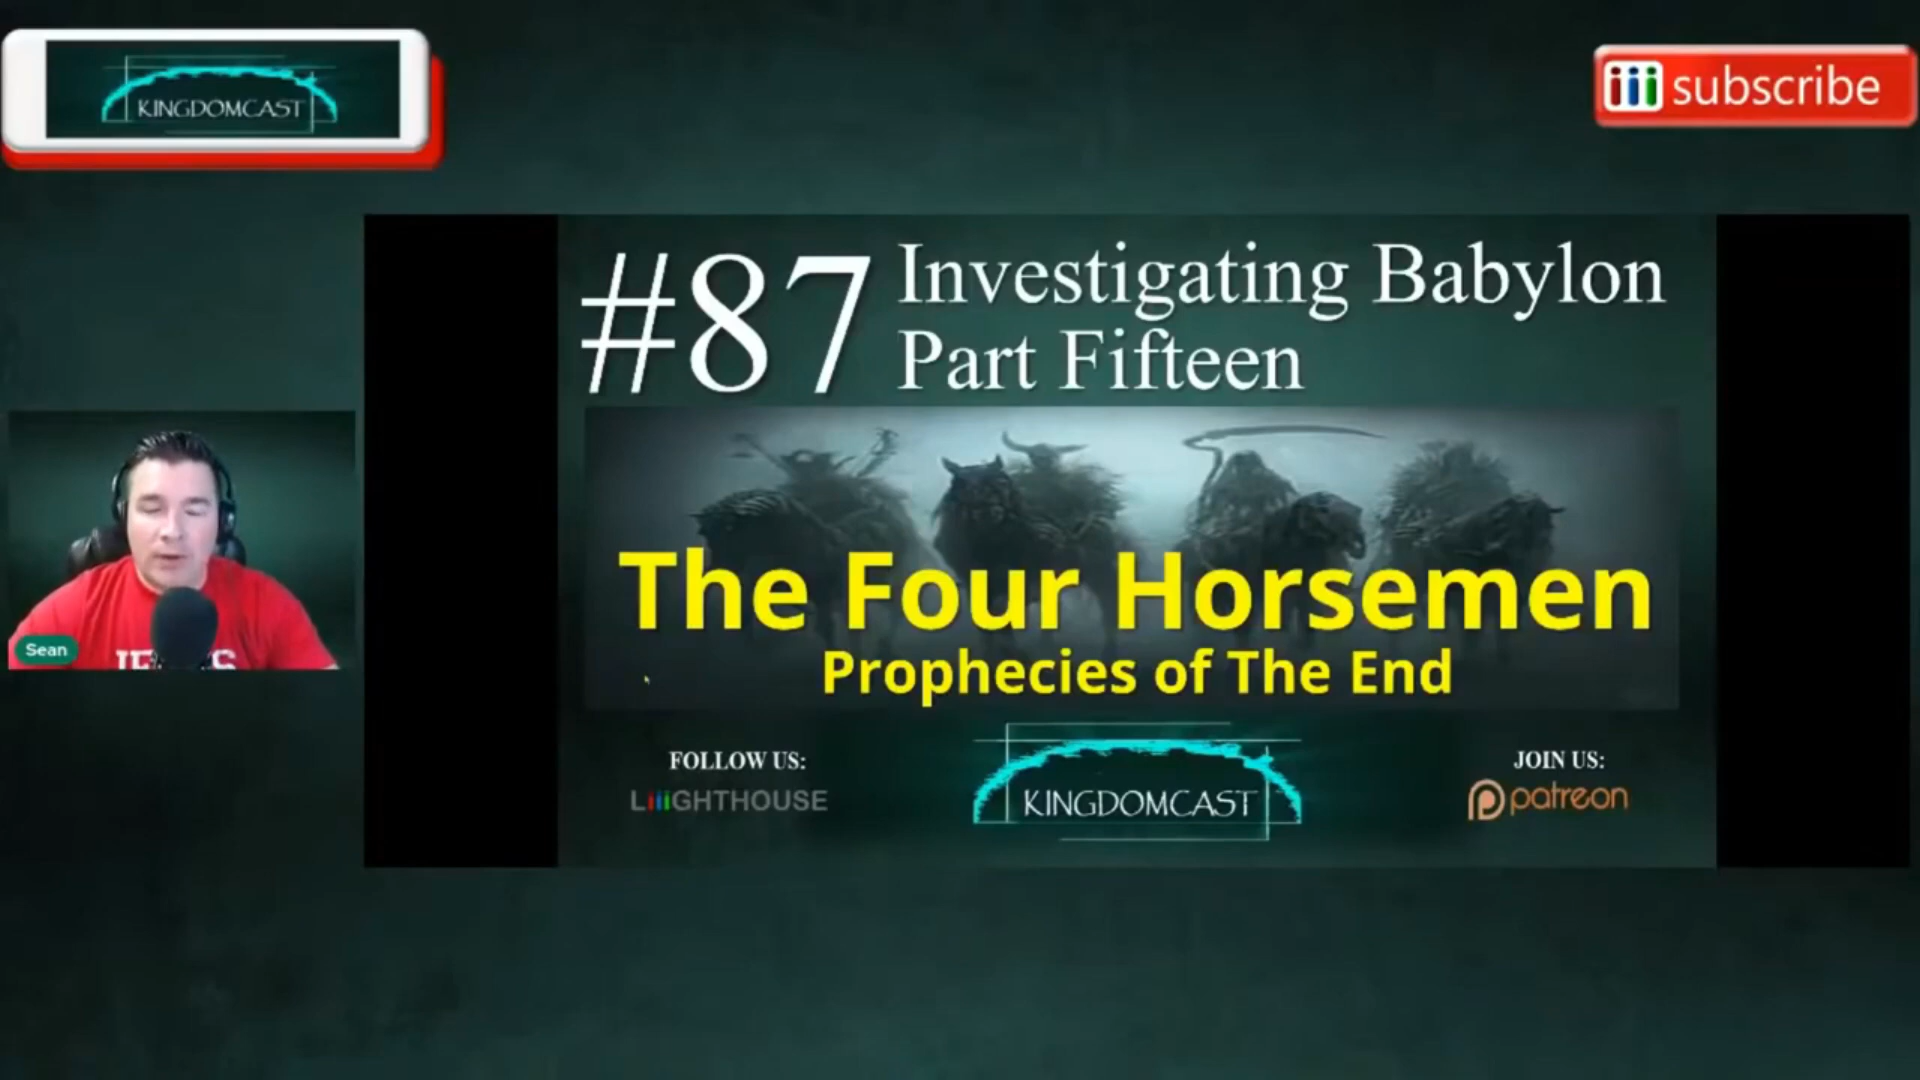 KINGDOMCAST
subscribe
#87
Investigating Babylon
Part Fifteen
The Four Horsemen
Prophecies of The End
Sean
FOLLOW US:
LiiiGHTHOUSE
KINGDOMCAST
JOIN US:
patreon